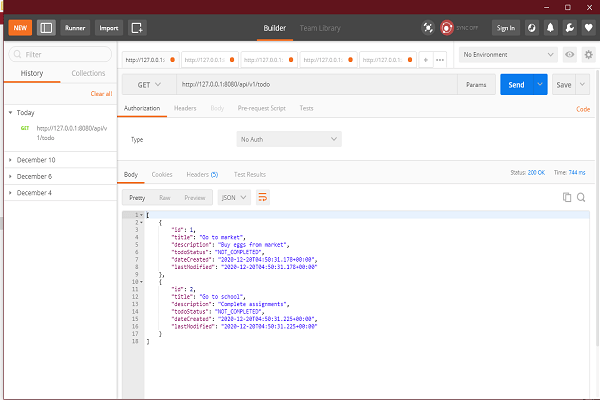 NEW Runner Import Builder Team Library SYNC OFF Sign In
Filter
History Collections
Clear all
Today
GET http://127.0.0.1:8080/api/v1/todo
December 10
December 6
December 4
http://127.0.0.1: http://127.0.0.1: http://127.0.0.1: http://127.0.0.1: http://127.0.0.1: + ••• No Environment
GET http://127.0.0.1:8080/api/v1/todo Params Send Save
Authorization Headers Body Pre-request Script Tests Code
Type No Auth
Body Cookies Headers (5) Test Results Status: 200 OK Time: 744 ms
Pretty Raw Preview JSON
1 [
2 {
3 "id": 1,
4 "title": "Go to market",
5 "description": "Buy eggs from market",
6 "todoStatus": "NOT_COMPLETED",
7 "dateCreated": "2020-12-20T04:50:31.178+00:00",
8 "lastModified": "2020-12-20T04:50:31.178+00:00"
9 },
10 {
11 "id": 2,
12 "title": "Go to school",
13 "description": "Complete assignments",
14 "todoStatus": "NOT_COMPLETED",
15 "dateCreated": "2020-12-20T04:50:31.225+00:00",
16 "lastModified": "2020-12-20T04:50:31.225+00:00"
17 }
18 ]